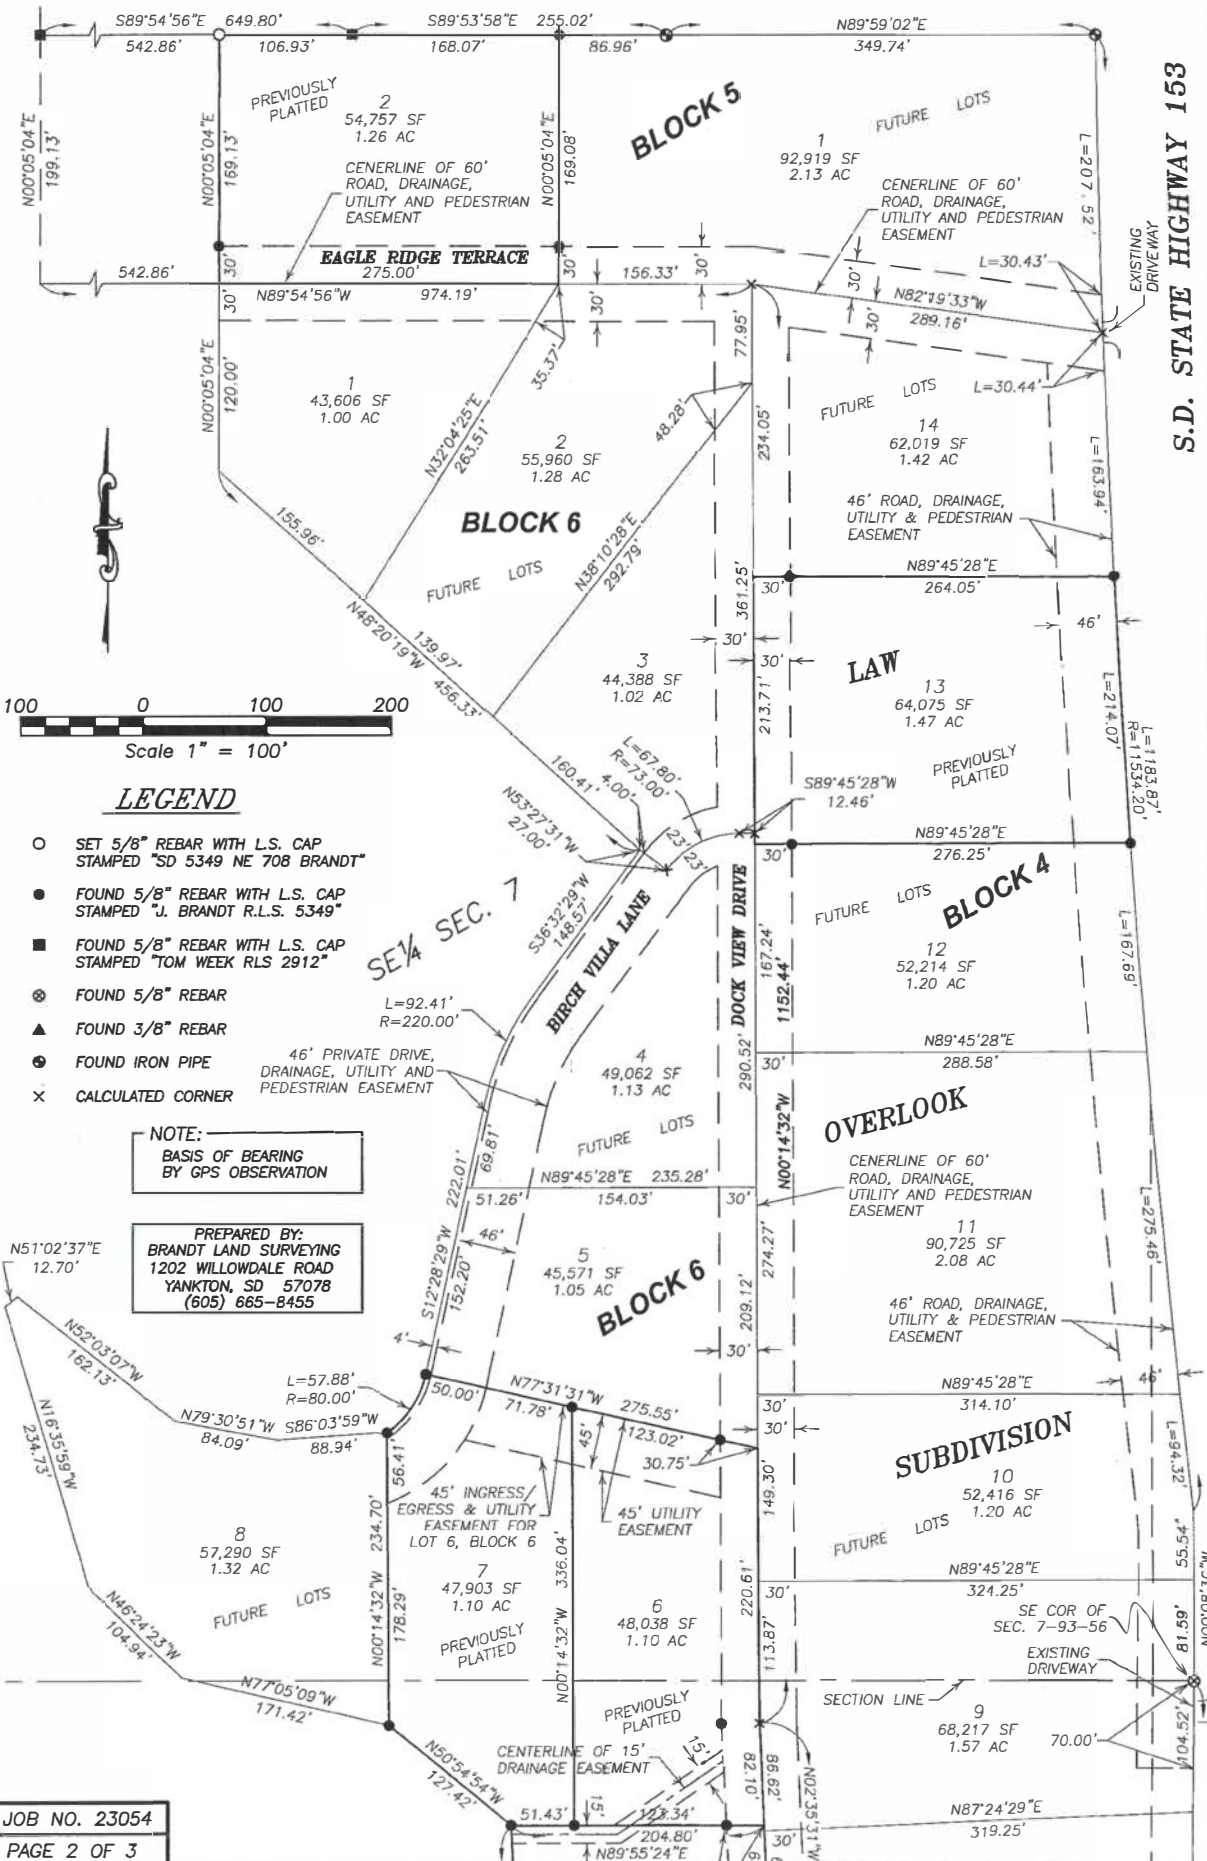 S89°54'56"E 649.80' S89°53'58"E 255.02' N89°59'02"E
542.86' 106.93' 168.07' 86.96' 349.74'
N00°05'04"E
199.13'
N00°05'04"E
169.13'
PREVIOUSLY
PLATTED
2
54,757 SF
1.26 AC
N00°05'04"E
169.08'
BLOCK 5
FUTURE LOTS
1
92,919 SF
2.13 AC
L=207.52'
S.D. STATE HIGHWAY 153
CENERLINE OF 60'
ROAD, DRAINAGE,
UTILITY AND PEDESTRIAN
EASEMENT
CENERLINE OF 60'
ROAD, DRAINAGE,
UTILITY AND PEDESTRIAN
EASEMENT
EXISTING
DRIVEWAY
L=30.43'
EAGLE RIDGE TERRACE
542.86' 30' 275.00' 30' 156.33' 30' 30'
30' N89°54'56"W 974.19' 30'
N82°19'33"W
289.16'
30'
L=30.44'
N00°05'04"E
120.00'
1
43,606 SF
1.00 AC
35.37'
N32°04'25"E
263.51'
77.95'
48.28'
2
55,960 SF
1.28 AC
234.05'
FUTURE LOTS
14
62,019 SF
1.42 AC
L=163.94'
46' ROAD, DRAINAGE,
UTILITY & PEDESTRIAN
EASEMENT
155.96'
BLOCK 6
FUTURE LOTS
N38°10'28"E
292.79'
361.25'
30'
N89°45'28"E
264.05'
46'
N48°20'19"W
139.97'
456.33'
30'
30'
3
44,388 SF
1.02 AC
213.71'
LAW
13
64,075 SF
1.47 AC
L=214.07'
L=1183.87'
R=11534.20'
PREVIOUSLY
PLATTED
100 0 100 200
Scale 1" = 100'
160.41'
L=67.80'
R=73.00'
4.00'
N53°27'31"W
27.00'
23'
23'
S89°45'28"W
12.46'
30'
N89°45'28"E
276.25'
LEGEND
SET 5/8" REBAR WITH L.S. CAP
STAMPED "SD 5349 NE 708 BRANDT"
FOUND 5/8" REBAR WITH L.S. CAP
STAMPED "J. BRANDT R.L.S. 5349"
FOUND 5/8" REBAR WITH L.S. CAP
STAMPED "TOM WEEK RLS 2912"
FOUND 5/8" REBAR
FOUND 3/8" REBAR
FOUND IRON PIPE
CALCULATED CORNER
SE¼ SEC. 7
S36°32'29"W
148.57'
BIRCH VILLA LANE
DOCK VIEW DRIVE
167.24'
1152.44'
FUTURE LOTS
BLOCK 4
12
52,214 SF
1.20 AC
L=167.69'
L=92.41'
R=220.00'
46' PRIVATE DRIVE,
DRAINAGE, UTILITY AND
PEDESTRIAN EASEMENT
4
49,062 SF
1.13 AC
FUTURE LOTS
290.52'
N89°45'28"E
30' 288.58'
N00°14'32"W
OVERLOOK
NOTE:
BASIS OF BEARING
BY GPS OBSERVATION
69.81'
222.01'
N89°45'28"E 235.28'
51.26' 154.03' 30'
CENERLINE OF 60'
ROAD, DRAINAGE,
UTILITY AND PEDESTRIAN
EASEMENT
11
90,725 SF
2.08 AC
L=275.46'
PREPARED BY:
BRANDT LAND SURVEYING
1202 WILLOWDALE ROAD
YANKTON, SD 57078
(605) 665-8455
N51°02'37"E
12.70'
S12°28'29"W
152.20'
46'
5
45,571 SF
1.05 AC
BLOCK 6
274.27'
209.12'
46' ROAD, DRAINAGE,
UTILITY & PEDESTRIAN
EASEMENT
N52°03'07"W
162.13'
4'
30'
46'
L=57.88'
R=80.00'
50.00'
N77°31'31"W
71.78'
275.55'
123.02'
30.75'
45'
N89°45'28"E
30' 314.10'
30'
N16°35'59"W
234.73'
N79°30'51"W
84.09'
S86°03'59"W
88.94'
56.41'
SUBDIVISION
L=94.32'
10
52,416 SF
1.20 AC
FUTURE LOTS
45' INGRESS/
EGRESS & UTILITY
EASEMENT FOR
LOT 6, BLOCK 6
45' UTILITY
EASEMENT
149.30'
55.54'
8
57,290 SF
1.32 AC
FUTURE LOTS
234.70'
N00°14'32"W
178.29'
7
47,903 SF
1.10 AC
PREVIOUSLY
PLATTED
336.04'
N00°14'32"W
6
48,038 SF
1.10 AC
220.61'
113.87'
N89°45'28"E
30' 324.25'
SE COR OF
SEC. 7-93-56
81.59'
EXISTING
DRIVEWAY
N46°24'23"W
104.94'
N77°05'09"W
171.42'
PREVIOUSLY
PLATTED
SECTION LINE
9
68,217 SF
1.57 AC
70.00'
104.52'
N50°54'54"W
127.42'
CENTERLINE OF 15'
DRAINAGE EASEMENT
15'
15'
82.10'
86.62'
N02°35'31"W
51.43' 123.34'
204.80'
N89°55'24"E
N87°24'29"E
30' 319.25'
JOB NO. 23054
PAGE 2 OF 3